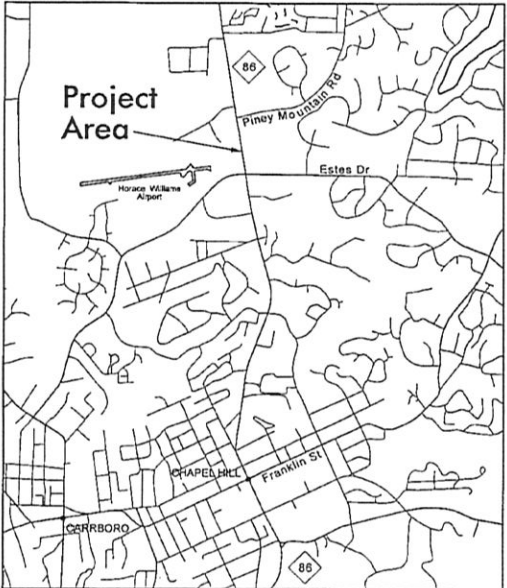 86
Project
Area
Piney Mountain Rd
Estes Dr
Horace Williams
Airport
CHAPEL HILL
Franklin St
CARRBORO
86